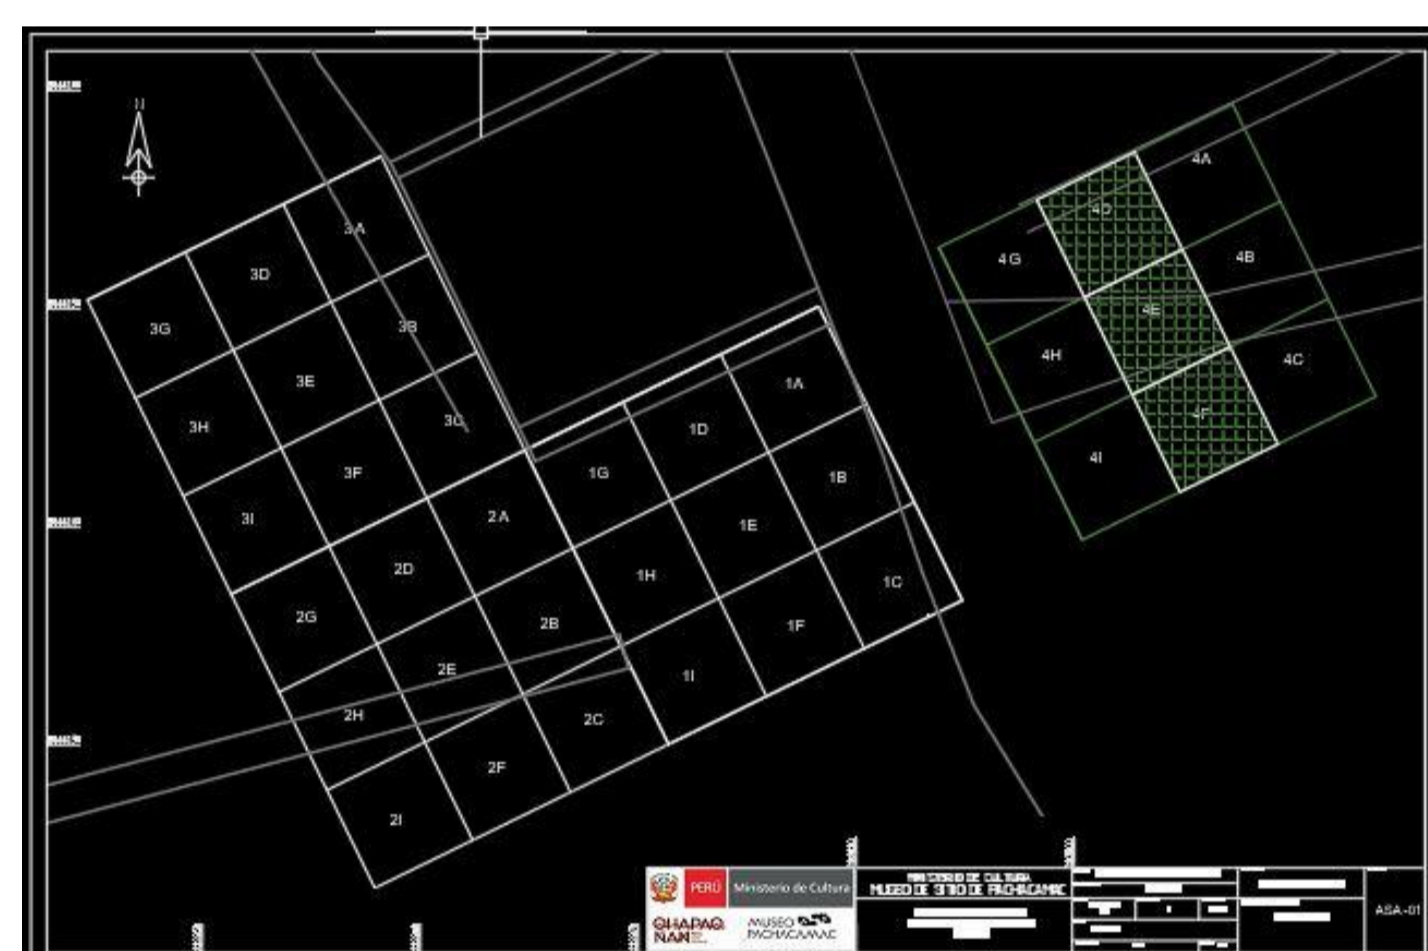 N
4A
3A
4D
4B
4G
3D
4E
3B
3G
4H
4C
3E
1A
4F
3H
3C
1D
4I
3F
1G
1B
3I
2A
1E
2D
1H
1C
2G
2B
1F
2E
1I
2H
2C
2F
2I
PERÚ Ministerio de Cultura
MINISTERIO DE CULTURA
MUSEO DE SITIO DE PACHACAMAC
QHAPAQ ÑAN
MUSEO PACHACAMAC
ASA-01